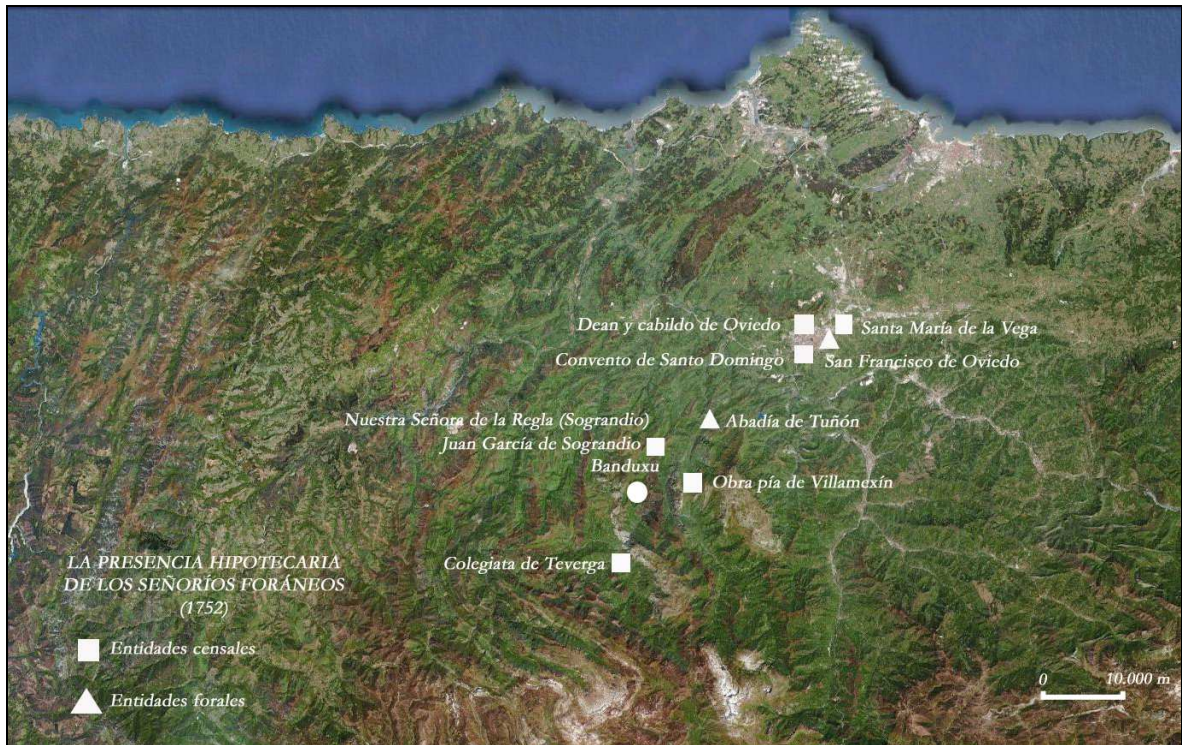 Dean y cabildo de Oviedo
Santa María de la Vega
Convento de Santo Domingo
San Francisco de Oviedo
Nuestra Señora de la Regla (Sograndio)
Abadía de Tuñón
Juan García de Sograndio
Banduxu
Obra pía de Villamexín
Colegiata de Teverga
LA PRESENCIA HIPOTECARIA
DE LOS SEÑORÍOS FORÁNEOS
(1752)
Entidades censales
Entidades forales
0 10.000 m